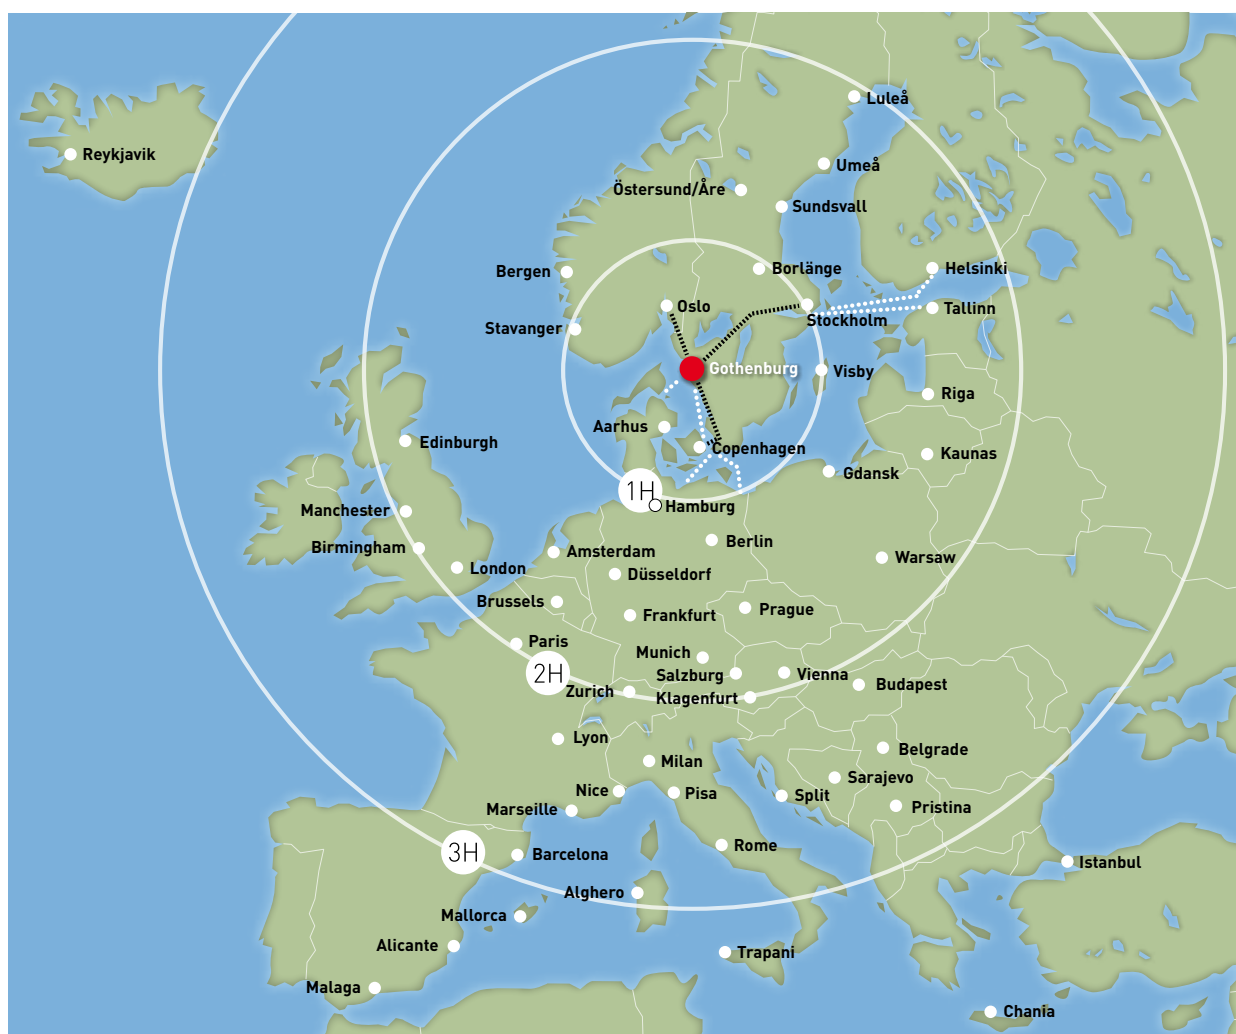 Luleå
Reykjavik
Umeå
Östersund/Åre
Sundsvall
Bergen
Borlänge
Helsinki
Oslo
Tallinn
Stockholm
Stavanger
Gothenburg
Visby
Riga
Aarhus
Edinburgh
Copenhagen
Kaunas
Gdansk
1H
Hamburg
Manchester
Berlin
Birmingham
Amsterdam
Warsaw
London
Düsseldorf
Brussels
Prague
Frankfurt
Paris
Munich
2H
Salzburg
Vienna
Zurich
Klagenfurt
Budapest
Lyon
Belgrade
Milan
Sarajevo
Nice
Pisa
Split
Marseille
Pristina
Rome
3H
Barcelona
Istanbul
Alghero
Mallorca
Alicante
Trapani
Malaga
Chania